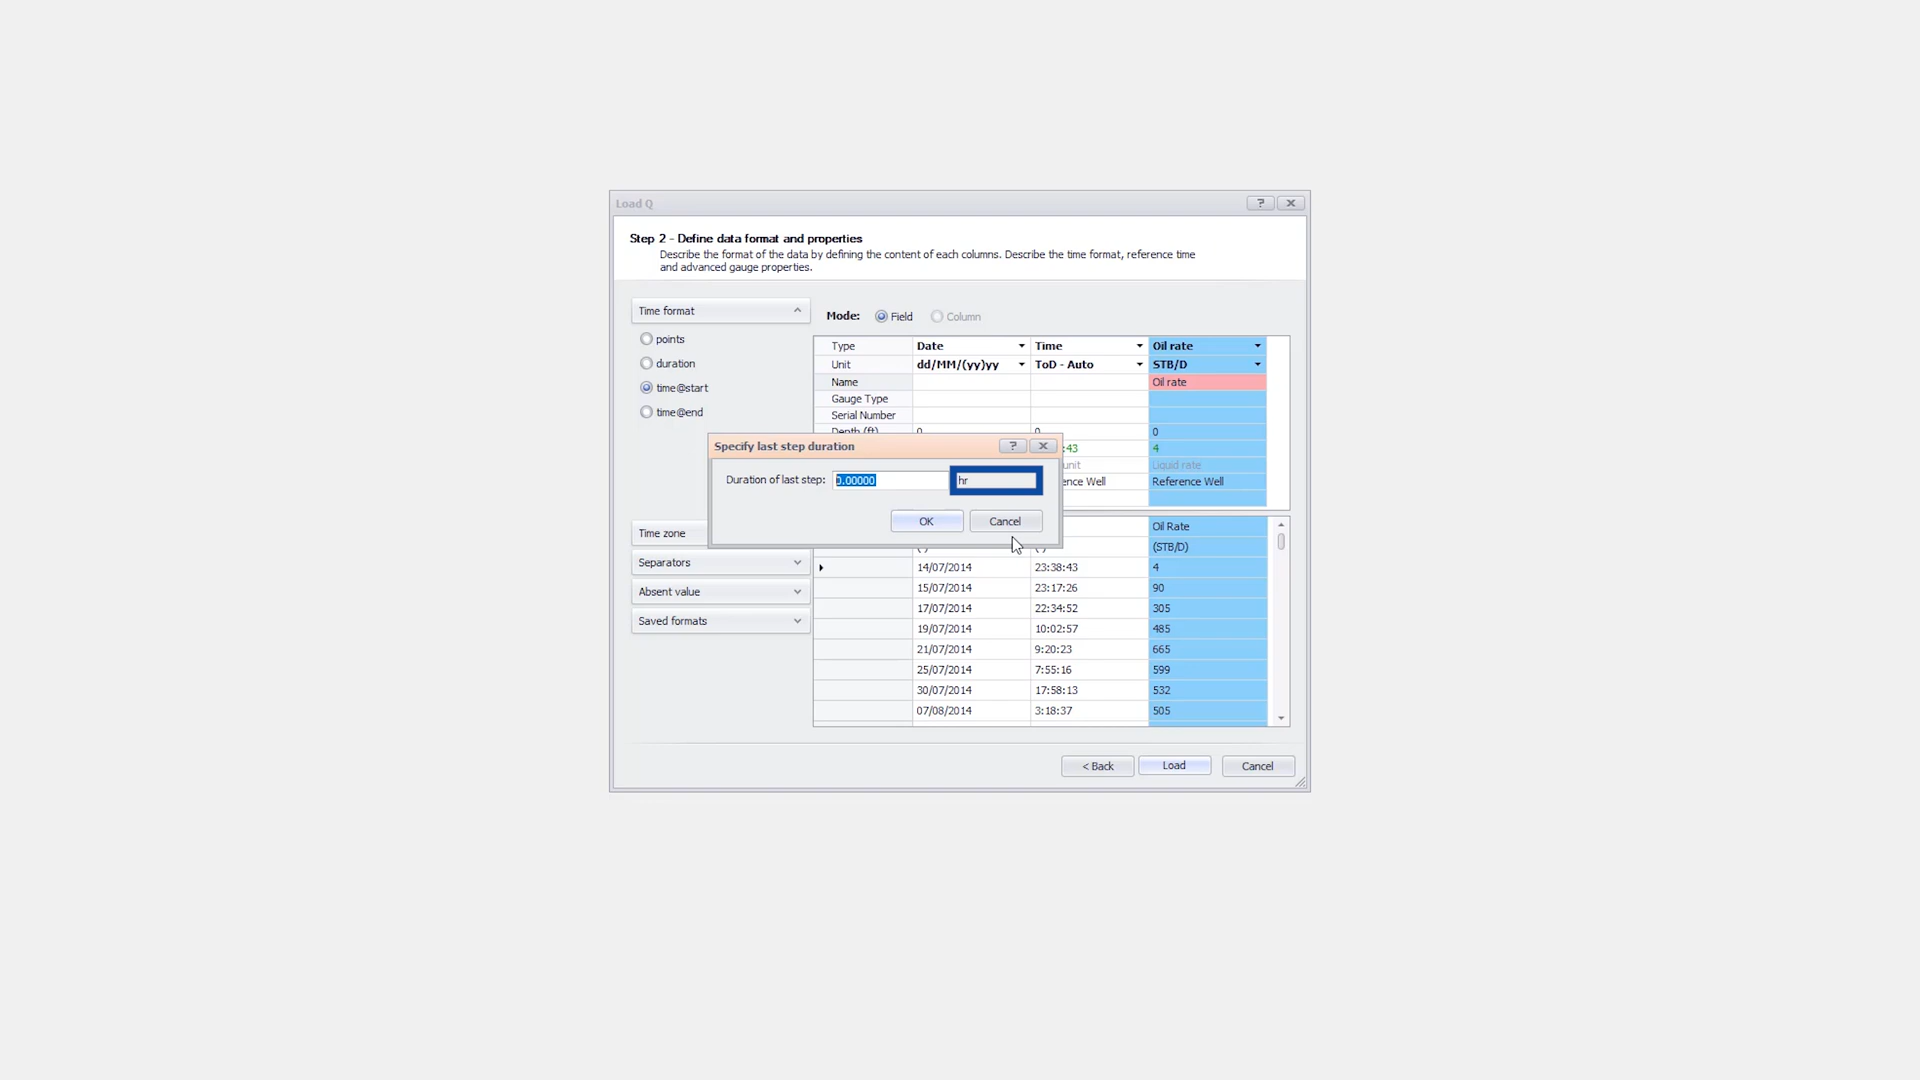 Load Q
?
Step 2 - Define data format and properties
Describe the format of the data by defining the content of each columns. Describe the time format, reference time
and advanced gauge properties.
Time format
points
duration
time@start
time@end
Time zone
Separators
Absent value
Saved formats
Mode: Field Column
Type Date Time Oil rate
Unit dd/MM/(yy)yy ToD - Auto STB/D
Name Oil rate
Gauge Type
Serial Number
Depth (ft) 0 0 0
:43 4
unit Liquid rate
ence Well Reference Well
Specify last step duration ?
Duration of last step: 0.00000 hr
OK Cancel
Oil Rate
( ) ( ) (STB/D)
14/07/2014 23:38:43 4
15/07/2014 23:17:26 90
17/07/2014 22:34:52 305
19/07/2014 10:02:57 485
21/07/2014 9:20:23 665
25/07/2014 7:55:16 599
30/07/2014 17:58:13 532
07/08/2014 3:18:37 505
< Back Load Cancel